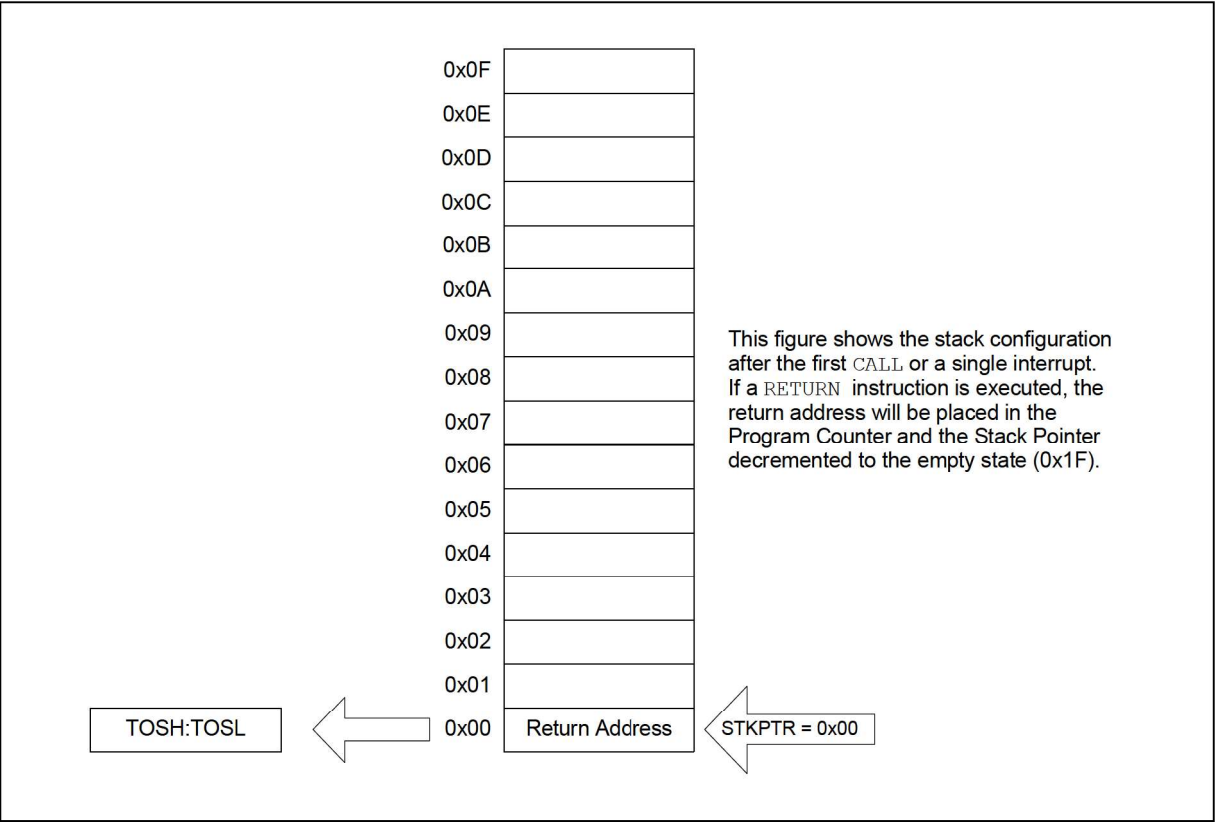 0x0F
0x0E
0x0D
0x0C
0x0B
0x0A
0x09
This figure shows the stack configuration
after the first CALL or a single interrupt.
If a RETURN instruction is executed, the
return address will be placed in the
Program Counter and the Stack Pointer
decremented to the empty state (0x1F).
0x08
0x07
0x06
0x05
0x04
0x03
0x02
0x01
TOSH:TOSL
0x00
Return Address
STKPTR = 0x00